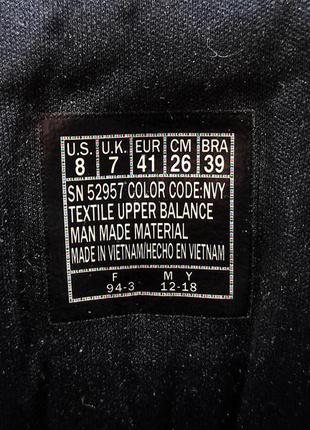 U.S. U.K. EUR CM BRA
8 7 41 26 39
SN 52957 COLOR CODE:NVY
TEXTILE UPPER BALANCE
MAN MADE MATERIAL
MADE IN VIETNAM/HECHO EN VIETNAM
F M Y
94-3 12-18